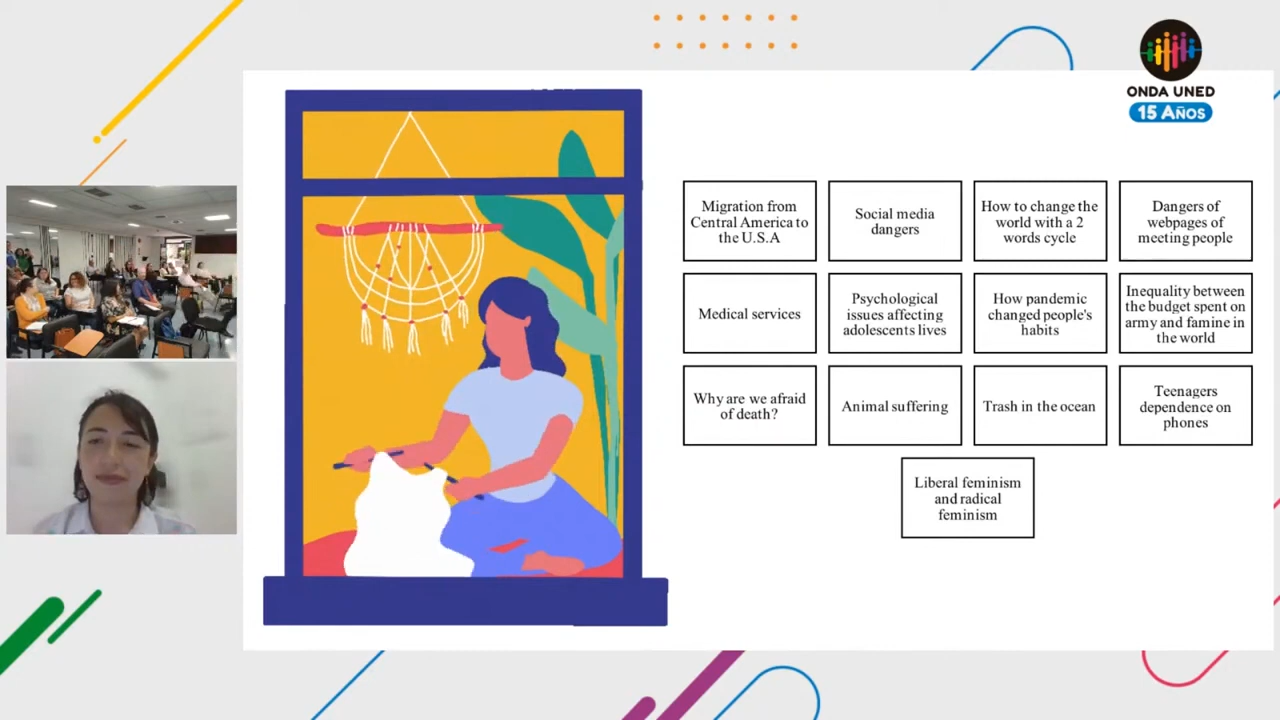 ONDA UNED
15 AÑOS
Migration from
Central America to
the U.S.A
Social media
dangers
How to change the
world with a 2
words cycle
Dangers of
webpages of
meeting people
Medical services
Psychological
issues affecting
adolescents lives
How pandemic
changed people's
habits
Inequality between
the budget spent on
army and famine in
the world
Why are we afraid
of death?
Animal suffering
Trash in the ocean
Teenagers
dependence on
phones
Liberal feminism
and radical
feminism